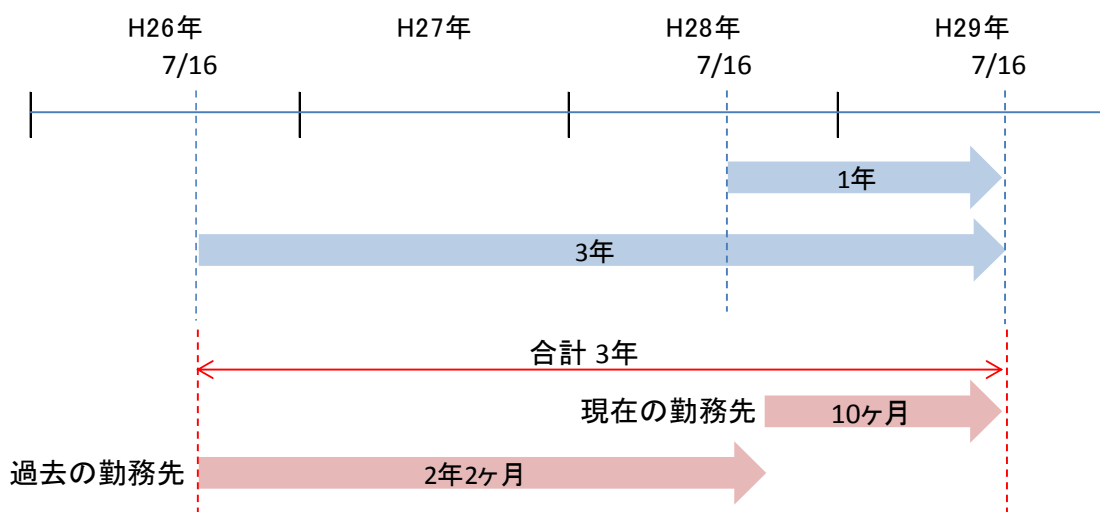 H26年 H27年 H28年 H29年
7/16 7/16 7/16
1年
3年
合計 3年
現在の勤務先 10ヶ月
過去の勤務先 2年2ヶ月